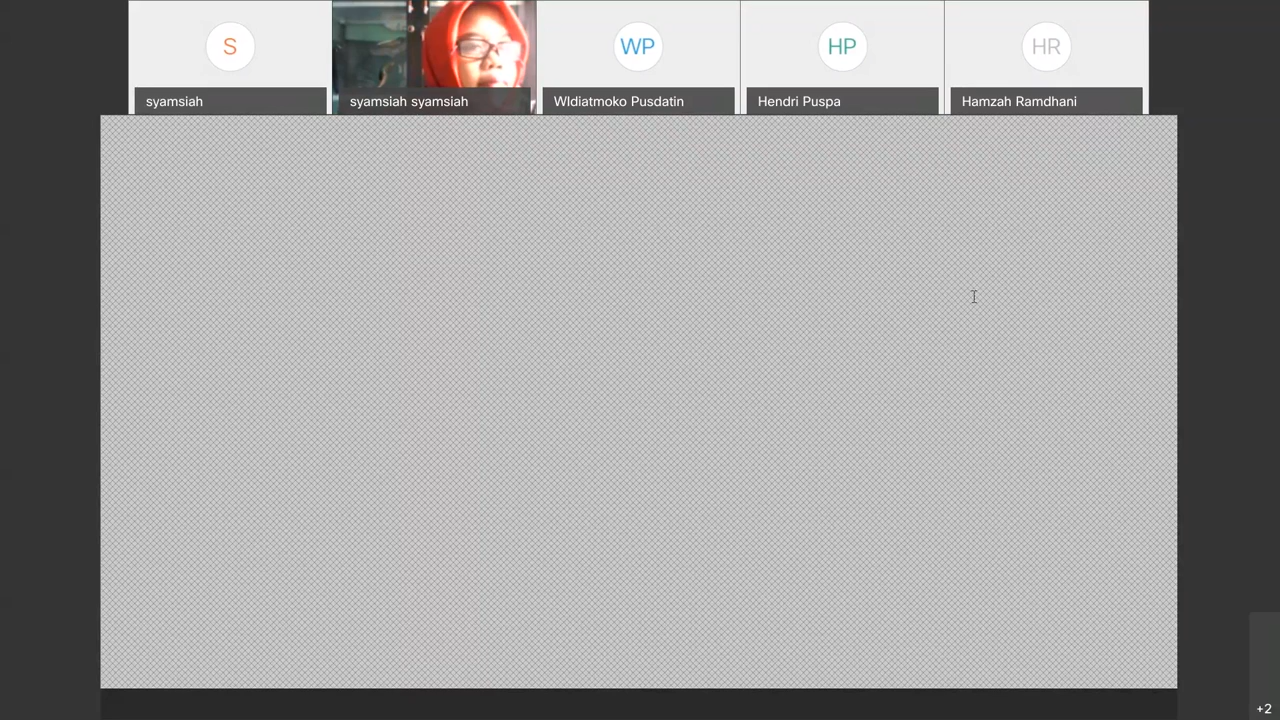 S
WP
HP
HR
syamsiah
syamsiah syamsiah
WIdiatmoko Pusdatin
Hendri Puspa
Hamzah Ramdhani
+2